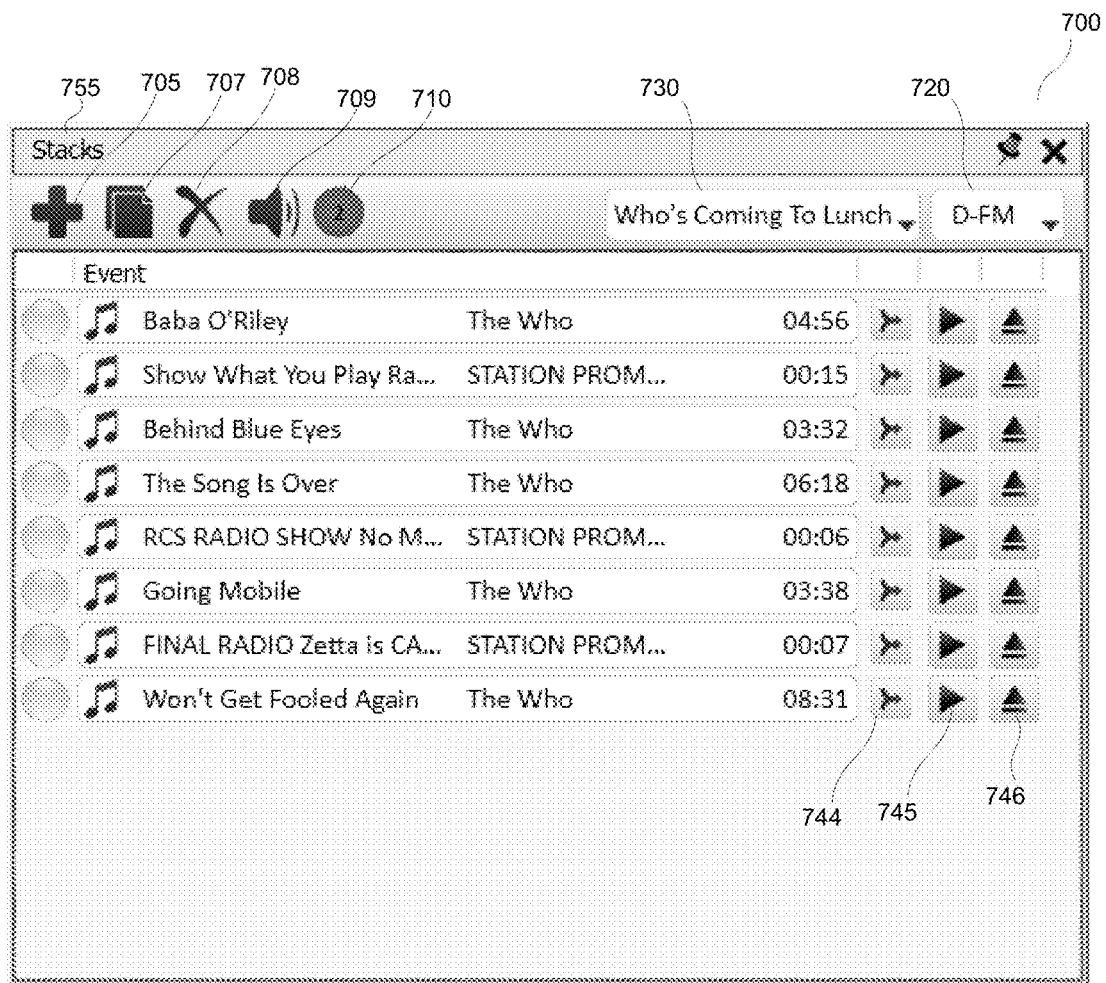 700
755 705 707 708 709 710 730 720
Stacks
2 Who's Coming To Lunch D-FM
Event
Baba O'Riley The Who 04:56
Show What You Play Ra... STATION PROM... 00:15
Behind Blue Eyes The Who 03:32
The Song Is Over The Who 06:18
RCS RADIO SHOW No M... STATION PROM... 00:06
Going Mobile The Who 03:38
FINAL RADIO Zetta is CA... STATION PROM... 00:07
Won't Get Fooled Again The Who 08:31
744 745 746